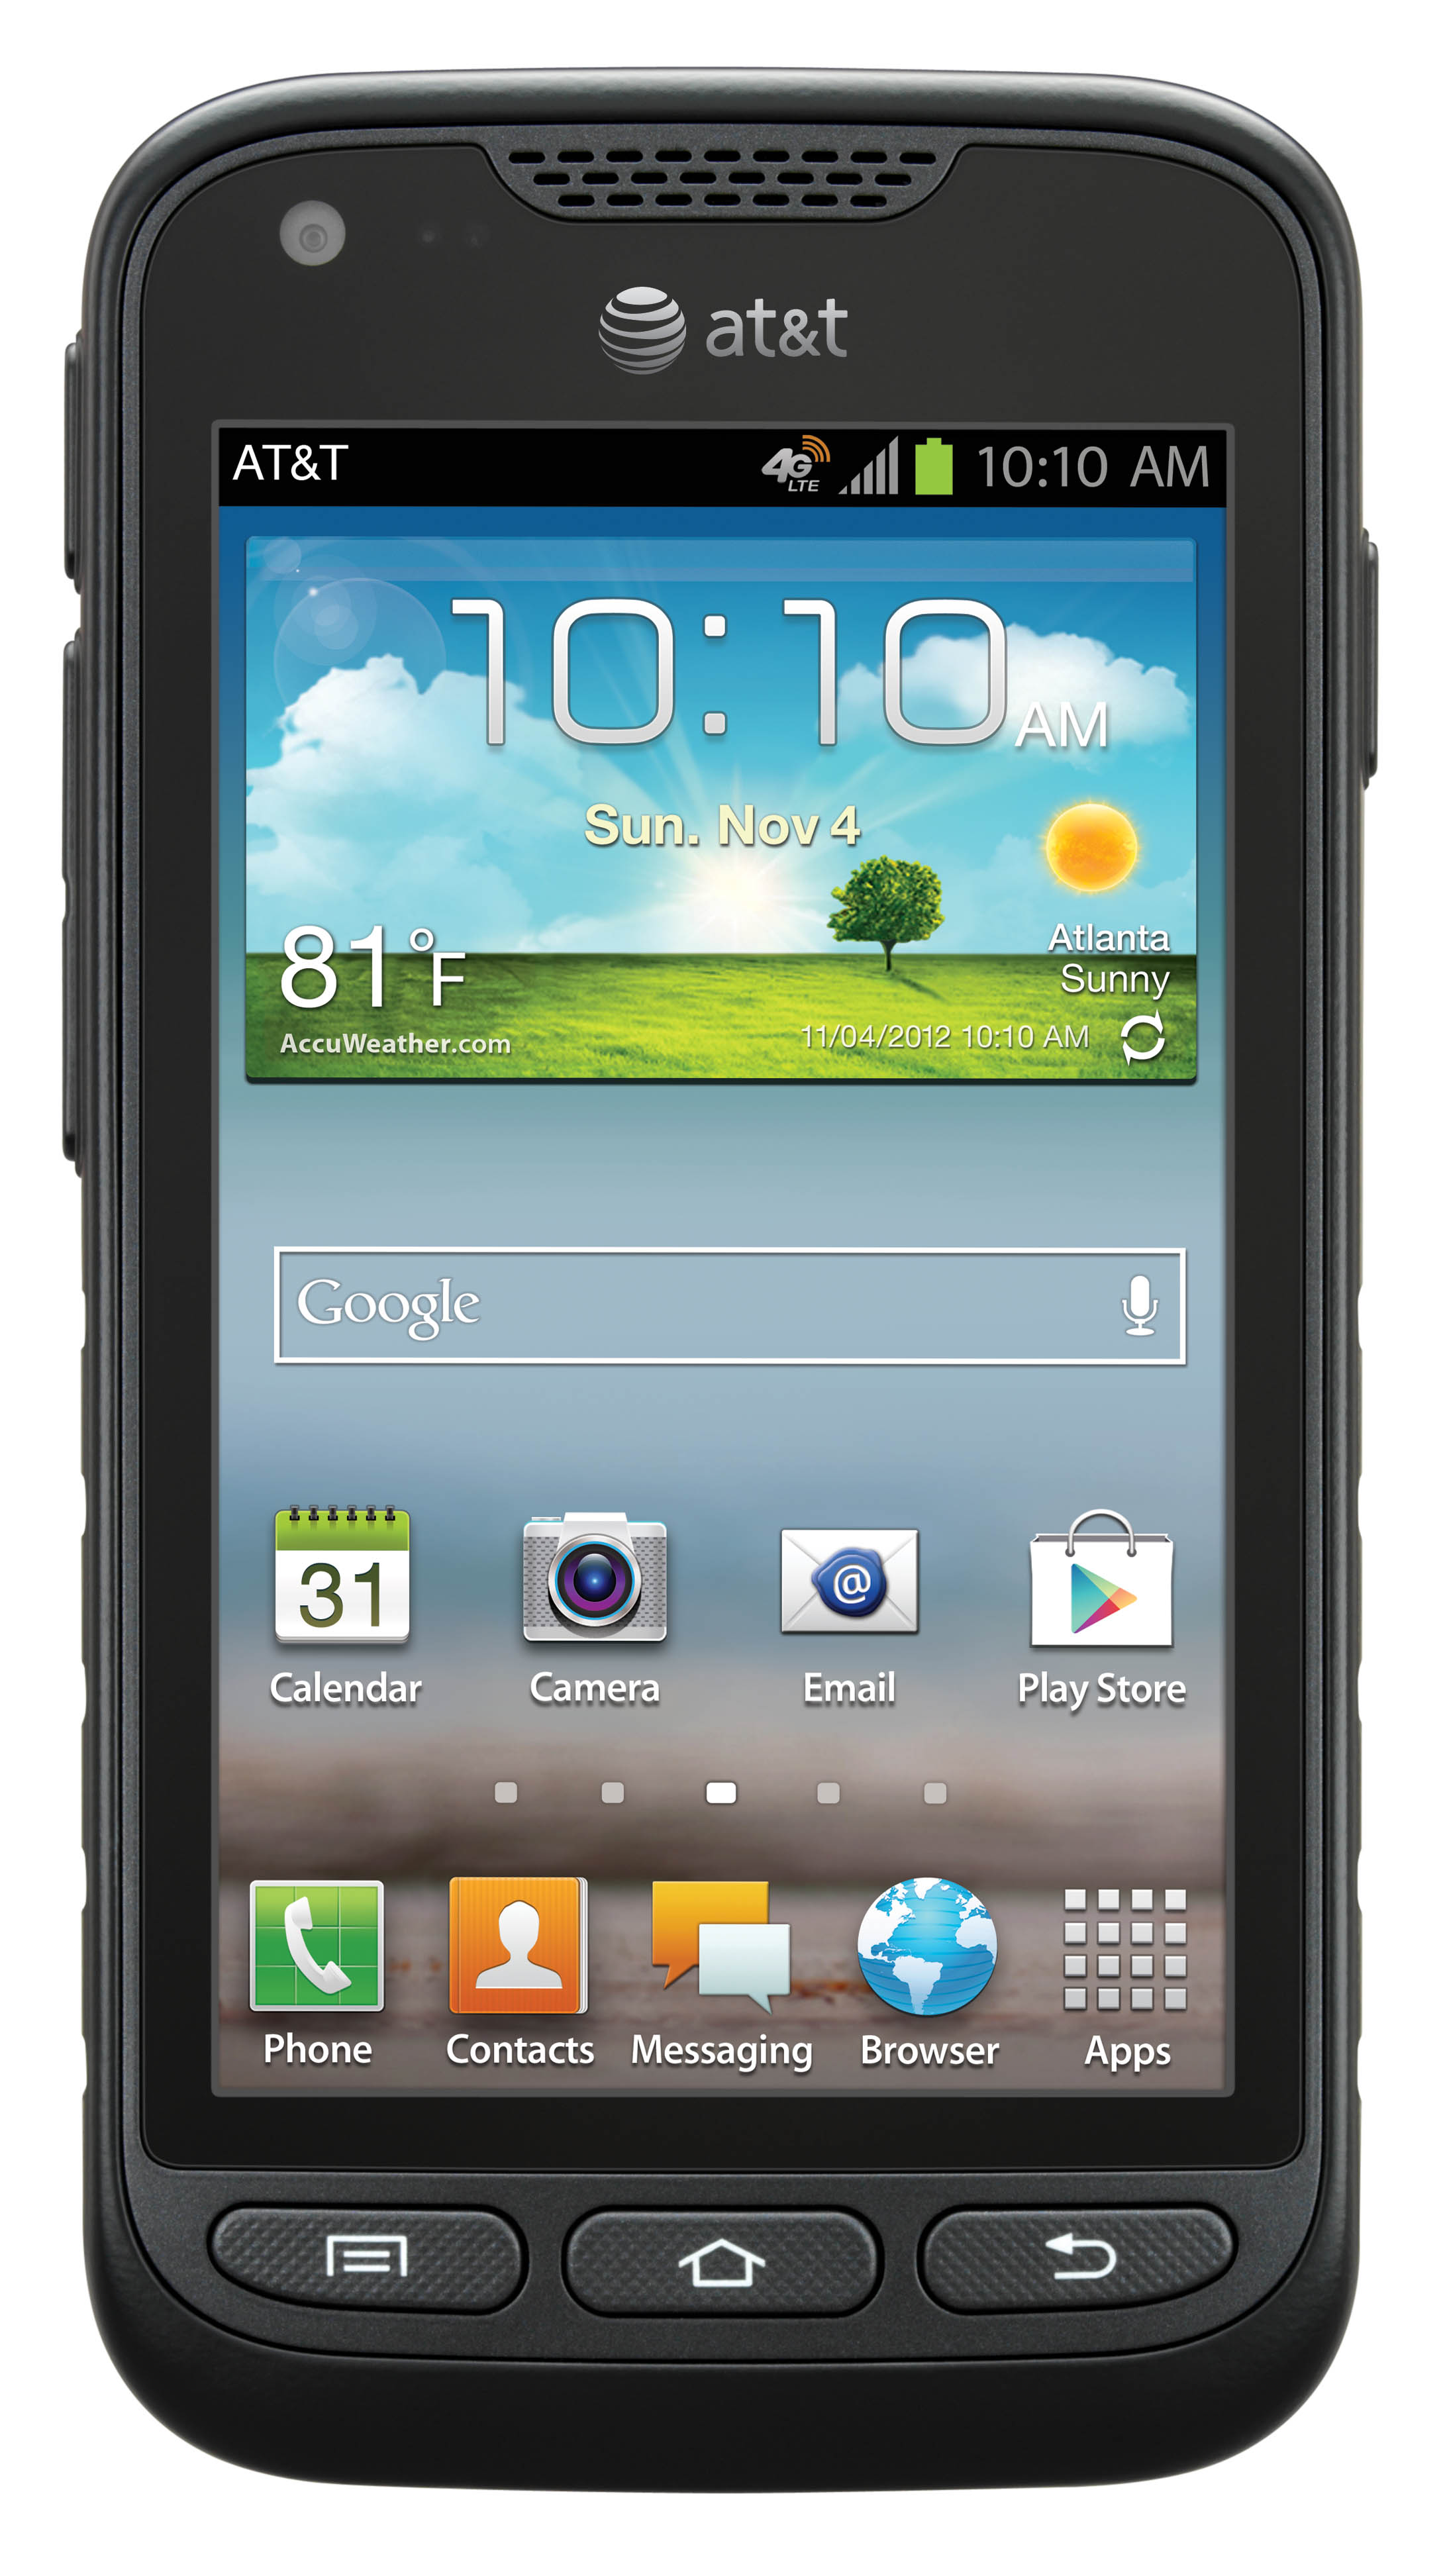 at&t
AT&T 4G LTE 10:10 AM
10:10 AM
Sun. Nov 4
81°F
Atlanta
Sunny
AccuWeather.com 11/04/2012 10:10 AM
Google
31
@
Calendar Camera Email Play Store
Phone Contacts Messaging Browser Apps